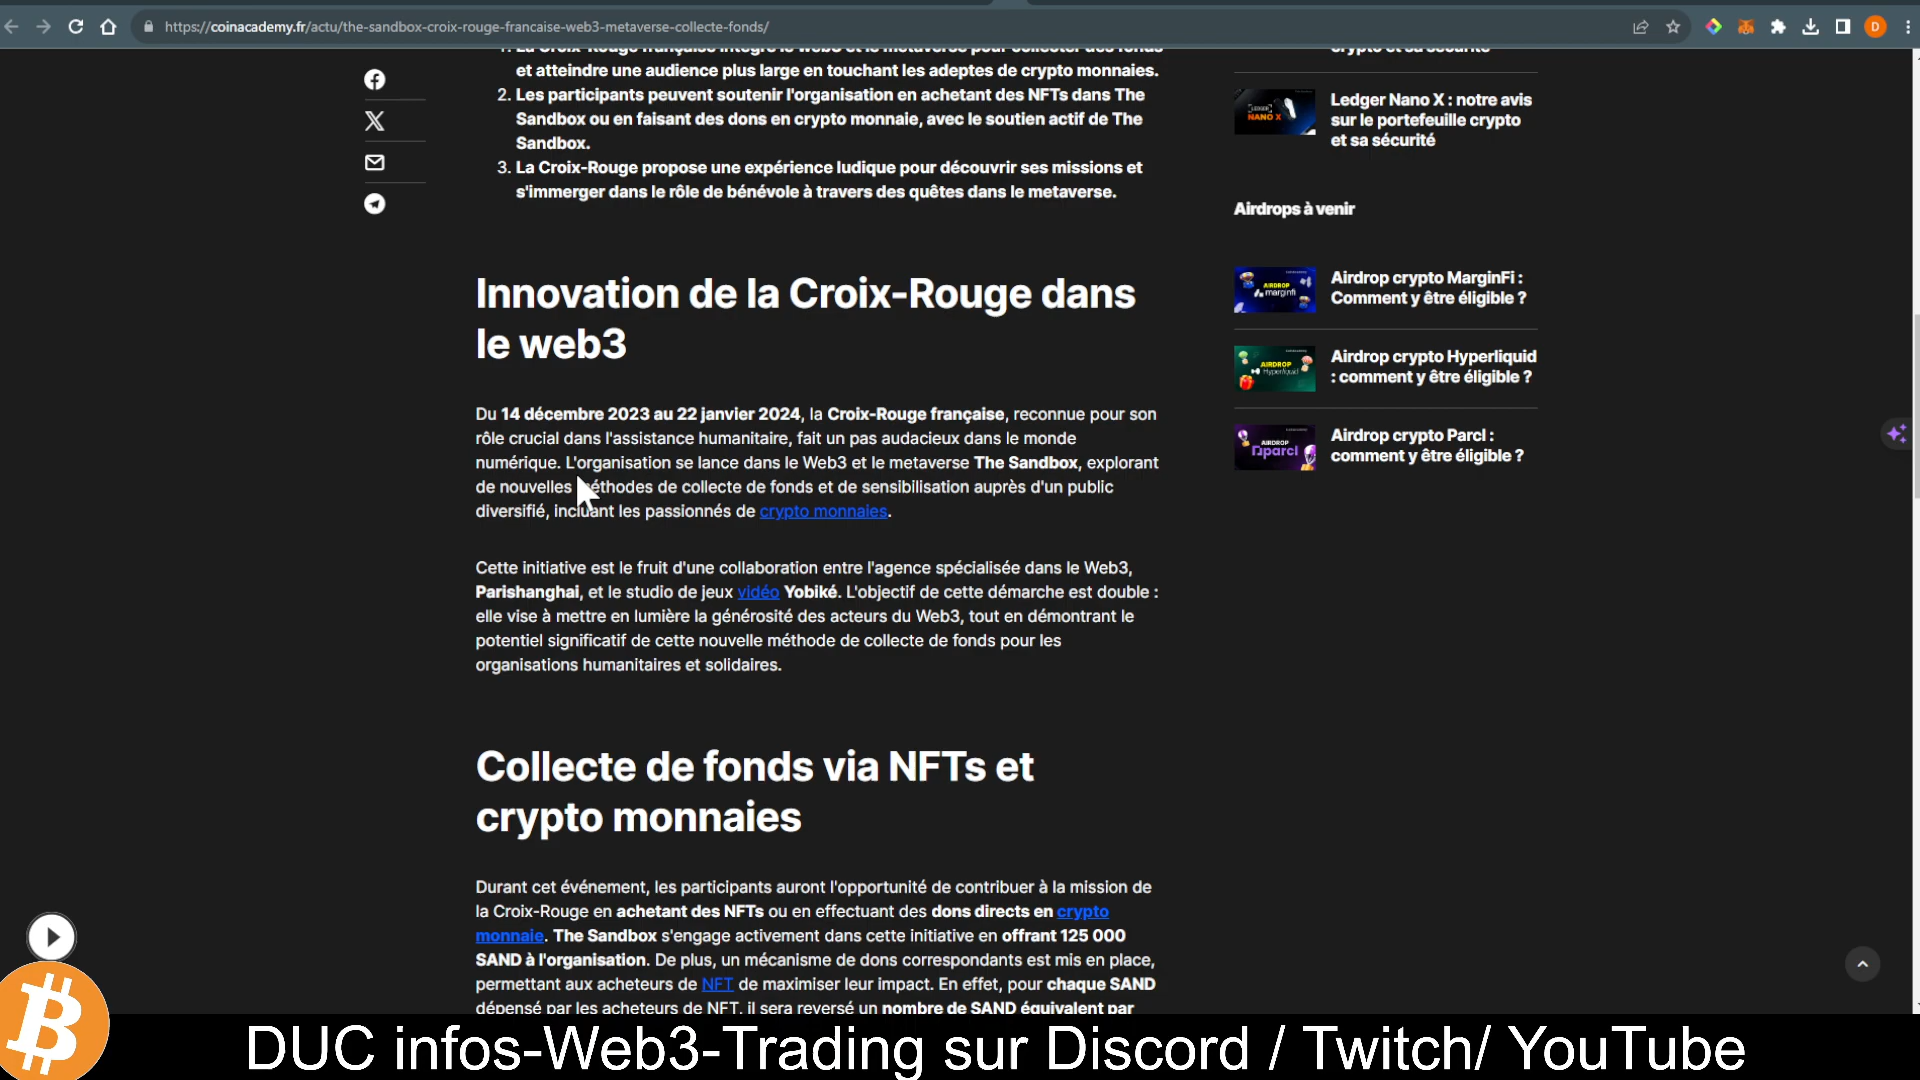 https://coinacademy.fr/actu/the-sandbox-croix-rouge-francaise-web3-metaverse-collecte-fonds/
D
1. La Croix-Rouge française intègre le web3 et le metaverse pour collecter des fonds
et atteindre une audience plus large en touchant les adeptes de crypto monnaies.
2. Les participants peuvent soutenir l'organisation en achetant des NFTs dans The
Sandbox ou en faisant des dons en crypto monnaie, avec le soutien actif de The
Sandbox.
3. La Croix-Rouge propose une expérience ludique pour découvrir ses missions et
s'immerger dans le rôle de bénévole à travers des quêtes dans le metaverse.
Innovation de la Croix-Rouge dans
le web3
Du 14 décembre 2023 au 22 janvier 2024, la Croix-Rouge française, reconnue pour son
rôle crucial dans l'assistance humanitaire, fait un pas audacieux dans le monde
numérique. L'organisation se lance dans le Web3 et le metaverse The Sandbox, explorant
de nouvelles méthodes de collecte de fonds et de sensibilisation auprès d'un public
diversifié, incluant les passionnés de crypto monnaies.
Cette initiative est le fruit d'une collaboration entre l'agence spécialisée dans le Web3,
Parishanghai, et le studio de jeux vidéo Yobiké. L'objectif de cette démarche est double :
elle vise à mettre en lumière la générosité des acteurs du Web3, tout en démontrant le
potentiel significatif de cette nouvelle méthode de collecte de fonds pour les
organisations humanitaires et solidaires.
Collecte de fonds via NFTs et
crypto monnaies
Durant cet événement, les participants auront l'opportunité de contribuer à la mission de
la Croix-Rouge en achetant des NFTs ou en effectuant des dons directs en crypto
monnaie. The Sandbox s'engage activement dans cette initiative en offrant 125 000
SAND à l'organisation. De plus, un mécanisme de dons correspondants est mis en place,
permettant aux acheteurs de NFT de maximiser leur impact. En effet, pour chaque SAND
dépensé par les acheteurs de NFT, il sera reversé un nombre de SAND équivalent par
crypto et sa sécurité
LEDGER
NANO X
Ledger Nano X : notre avis
sur le portefeuille crypto
et sa sécurité
Airdrops à venir
AIRDROP
marginfi
Airdrop crypto MarginFi :
Comment y être éligible ?
AIRDROP
Hyperliquid
Airdrop crypto Hyperliquid
: comment y être éligible ?
AIRDROP
parcl
Airdrop crypto Parcl :
comment y être éligible ?
DUC infos-Web3-Trading sur Discord / Twitch/ YouTube